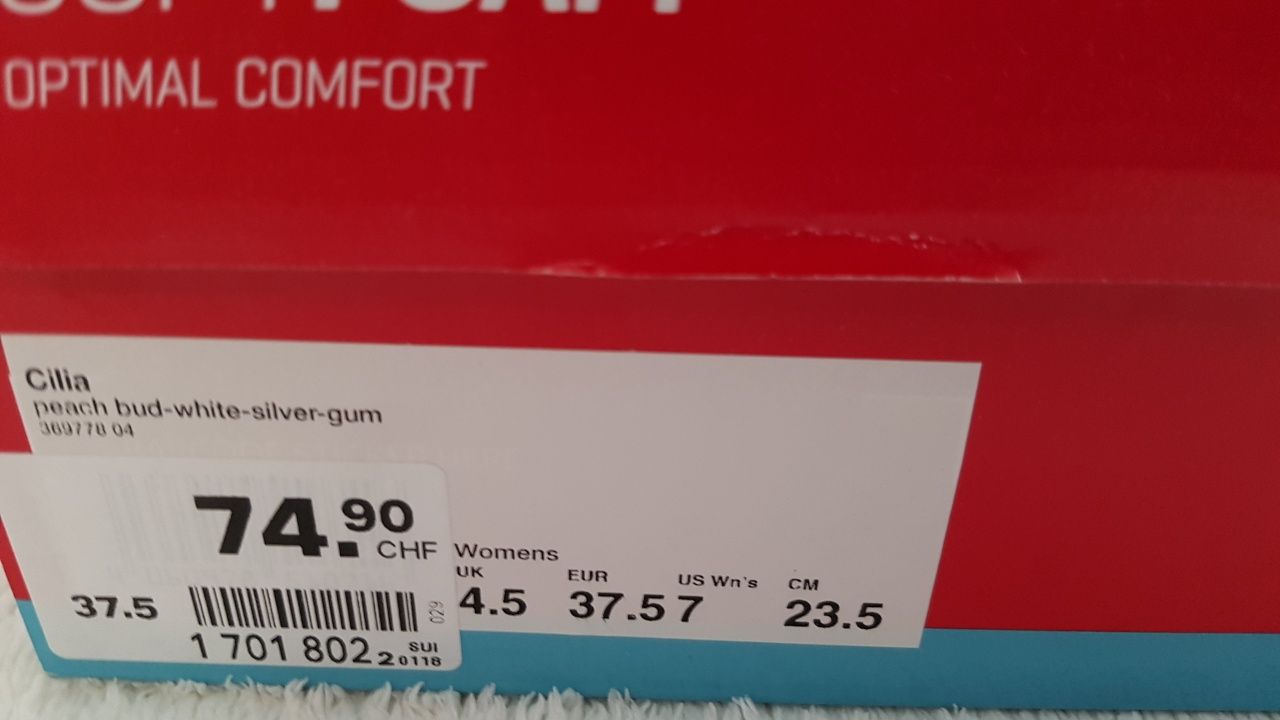 OPTIMAL COMFORT
Cilia
peach bud-white-silver-gum
369778 04
74.90
CHF
Womens
UK EUR US Wn's CM
4.5 37.5 7 23.5
37.5
029
1 701 802 2 SUI 0118